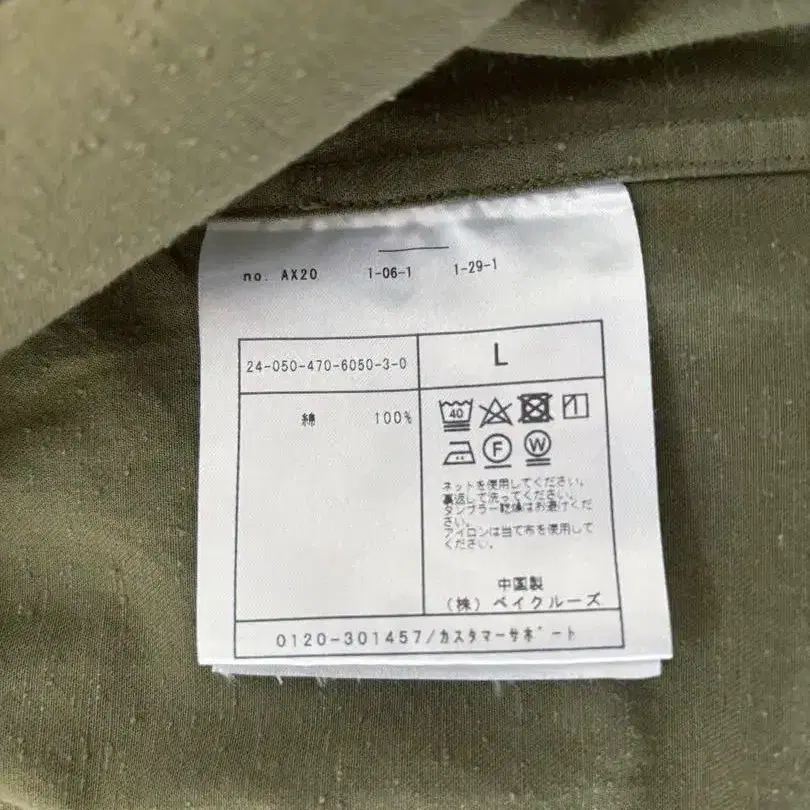 no. AX20 1-06-1 1-29-1
24-050-470-6050-3-0 L
綿 100%
40
F W
ネットを使用してください。
裏返して洗ってください。
タンブラー乾燥はお避けくだ
さい。
アイロンは当て布を使用して
ください。
中国製
(株) ベイクルーズ
0120-301457/カスタマーサポート